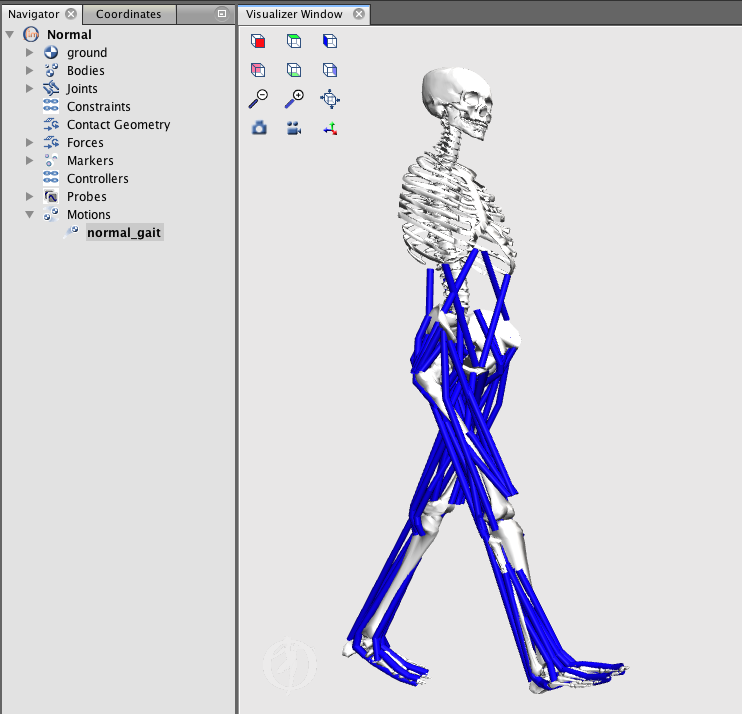 Navigator
Coordinates
Visualizer Window
Normal
ground
Bodies
Joints
Constraints
Contact Geometry
Forces
Markers
Controllers
Probes
Motions
normal_gait